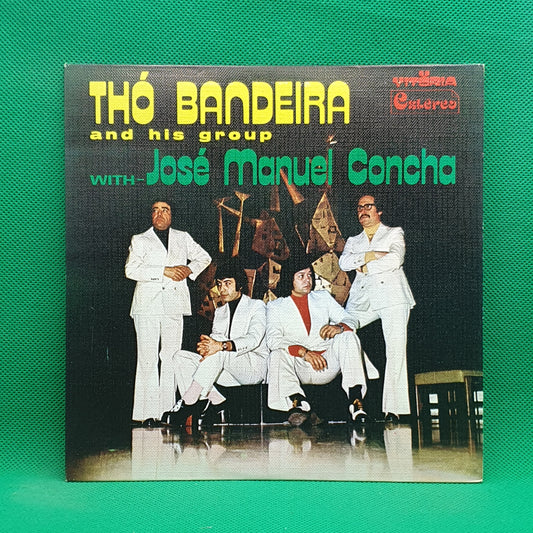 THÓ BANDEIRA
and his group
WITH-José Manuel Concha
VITÓRIA
Estereo